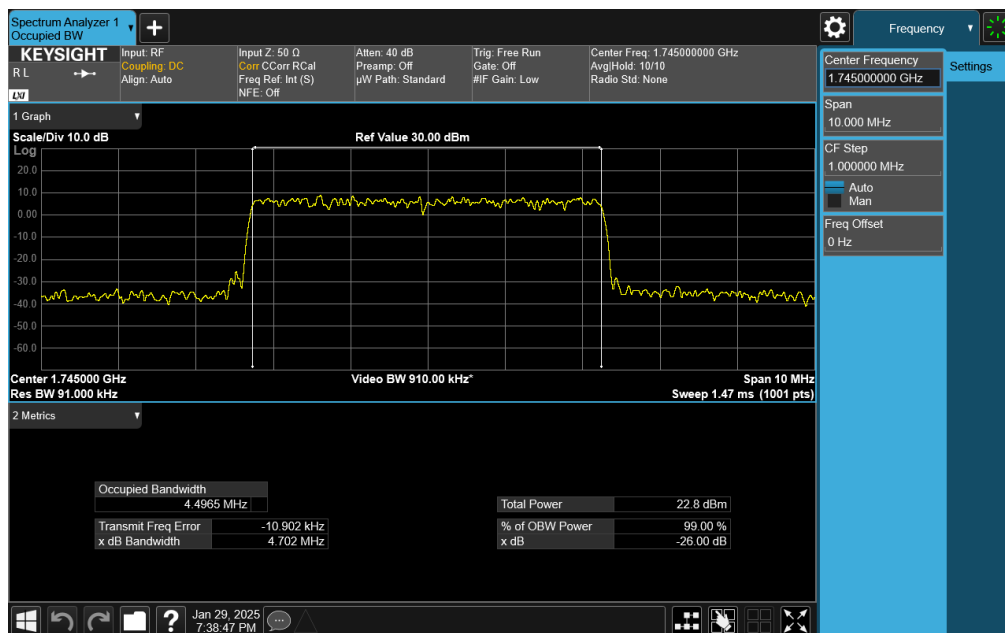 Spectrum Analyzer 1
Occupied BW
+
Frequency
KEYSIGHT
R L
LXI
Input: RF
Coupling: DC
Align: Auto
Input Z: 50 Ω
Corr CCorr RCal
Freq Ref: Int (S)
NFE: Off
Atten: 40 dB
Preamp: Off
µW Path: Standard
Trig: Free Run
Gate: Off
#IF Gain: Low
Center Freq: 1.745000000 GHz
Avg|Hold: 10/10
Radio Std: None
Center Frequency
1.745000000 GHz
Settings
Span
10.000 MHz
CF Step
1.000000 MHz
Auto
Man
Freq Offset
0 Hz
1 Graph
Scale/Div 10.0 dB
Ref Value 30.00 dBm
Log
20.0
10.0
0.00
-10.0
-20.0
-30.0
-40.0
-50.0
-60.0
Center 1.745000 GHz
Video BW 910.00 kHz*
Span 10 MHz
Res BW 91.000 kHz
Sweep 1.47 ms (1001 pts)
2 Metrics
Occupied Bandwidth
4.4965 MHz
Total Power 22.8 dBm
Transmit Freq Error -10.902 kHz
% of OBW Power 99.00 %
x dB Bandwidth 4.702 MHz
x dB -26.00 dB
?
Jan 29, 2025
7:38:47 PM